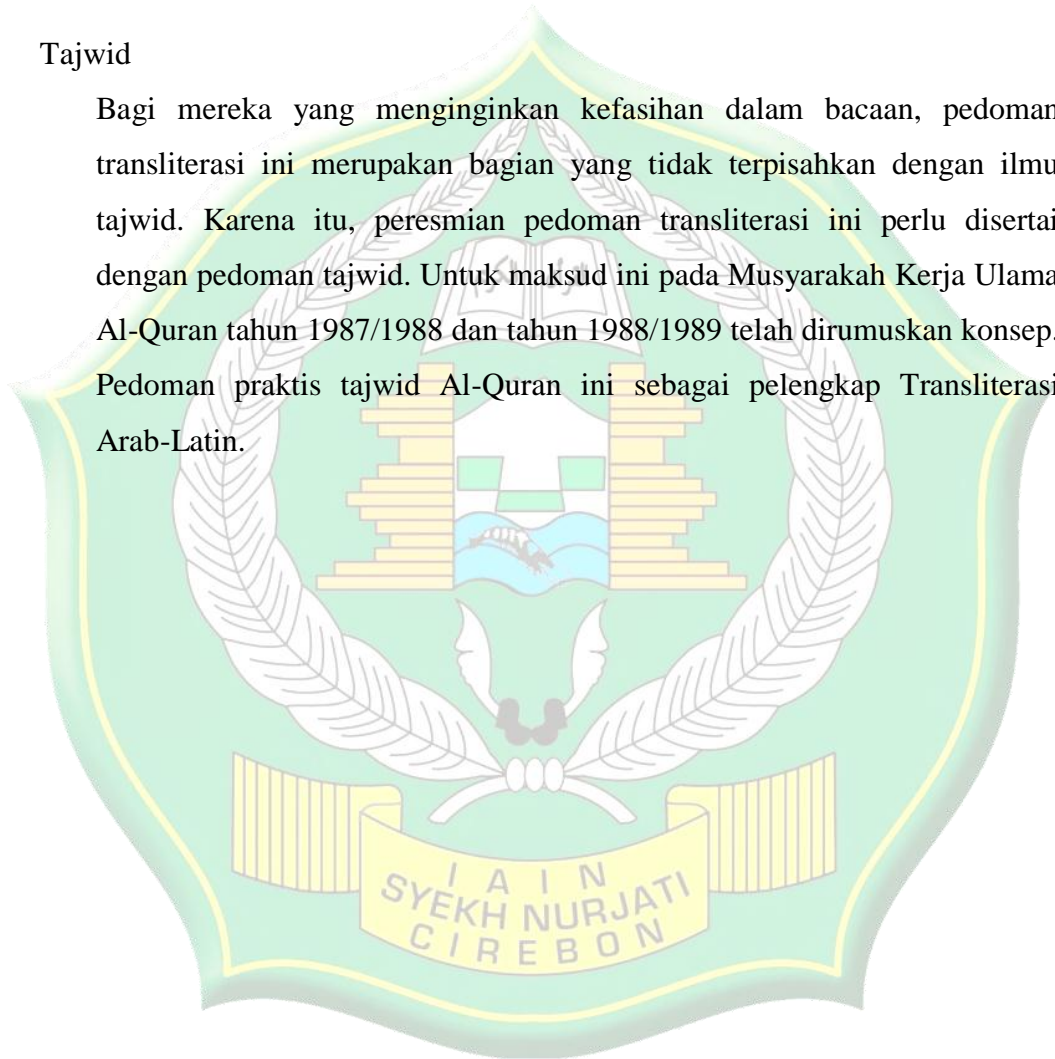 Tajwid
Bagi mereka yang menginginkan kefasihan dalam bacaan, pedoman
transliterasi ini merupakan bagian yang tidak terpisahkan dengan ilmu
tajwid. Karena itu, peresmian pedoman transliterasi ini perlu disertai
dengan pedoman tajwid. Untuk maksud ini pada Musyarakah Kerja Ulama
Al-Quran tahun 1987/1988 dan tahun 1988/1989 telah dirumuskan konsep.
Pedoman praktis tajwid Al-Quran ini sebagai pelengkap Transliterasi
Arab-Latin.
IAIN
SYEKH NURJATI
CIREBON